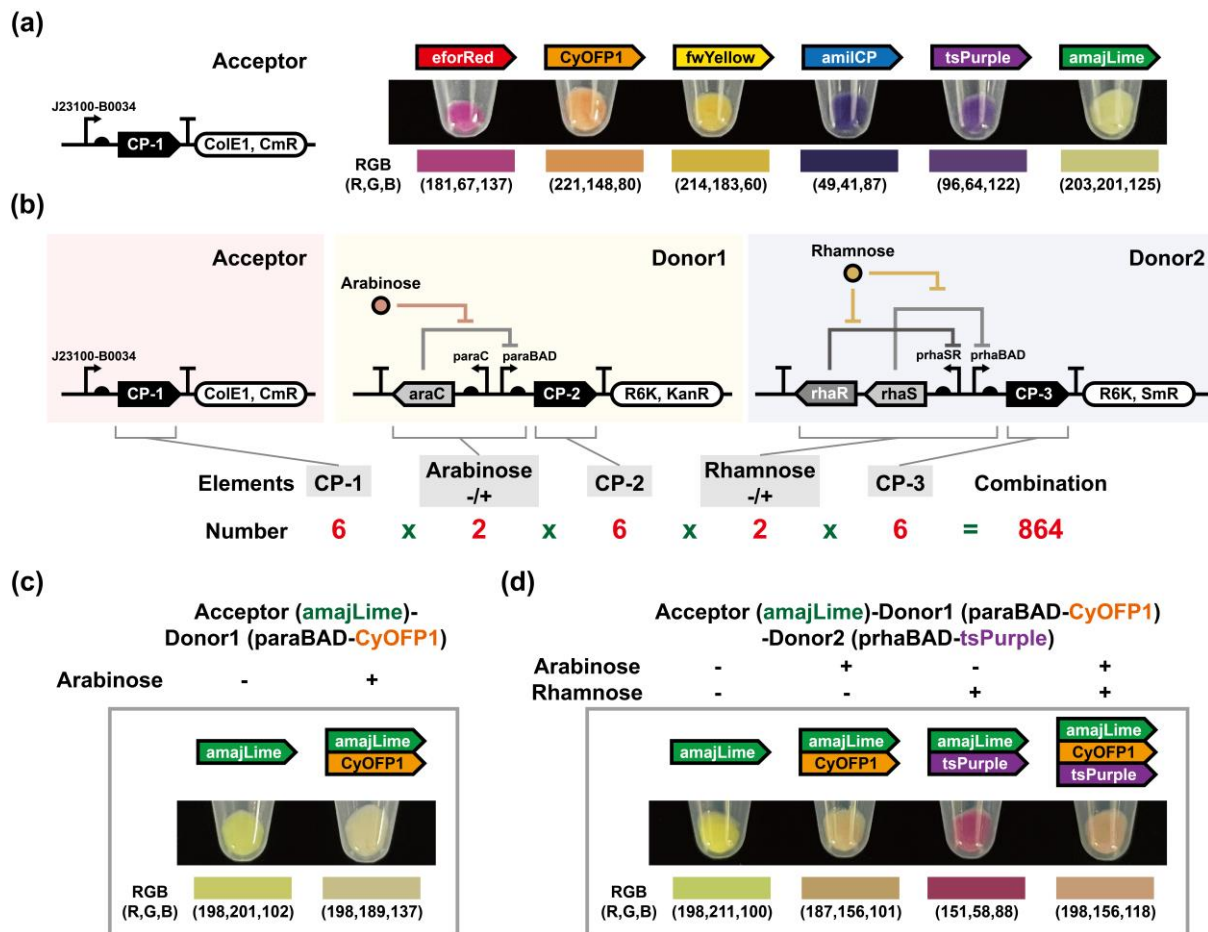 (a)
Acceptor
J23100-B0034
CP-1
ColE1, CmR
eforRed CyOFP1 fwYellow amilCP tsPurple amajLime
RGB
(R,G,B) (181,67,137) (221,148,80) (214,183,60) (49,41,87) (96,64,122) (203,201,125)
(b)
Acceptor
J23100-B0034
CP-1
ColE1, CmR
Donor1
Arabinose
paraC paraBAD
araC CP-2 R6K, KanR
Donor2
Rhamnose
prhaSR prhaBAD
rhaR rhaS CP-3 R6K, SmR
Elements CP-1 Arabinose -/+ CP-2 Rhamnose -/+ CP-3 Combination
Number 6 x 2 x 6 x 2 x 6 = 864
(c)
Acceptor (amajLime)-
Donor1 (paraBAD-CyOFP1)
Arabinose - +
amajLime amajLime
CyOFP1
RGB
(R,G,B) (198,201,102) (198,189,137)
(d)
Acceptor (amajLime)-Donor1 (paraBAD-CyOFP1)
-Donor2 (prhaBAD-tsPurple)
Arabinose - + - +
Rhamnose - - + +
amajLime amajLime amajLime amajLime
CyOFP1 tsPurple CyOFP1
tsPurple
RGB
(R,G,B) (198,211,100) (187,156,101) (151,58,88) (198,156,118)